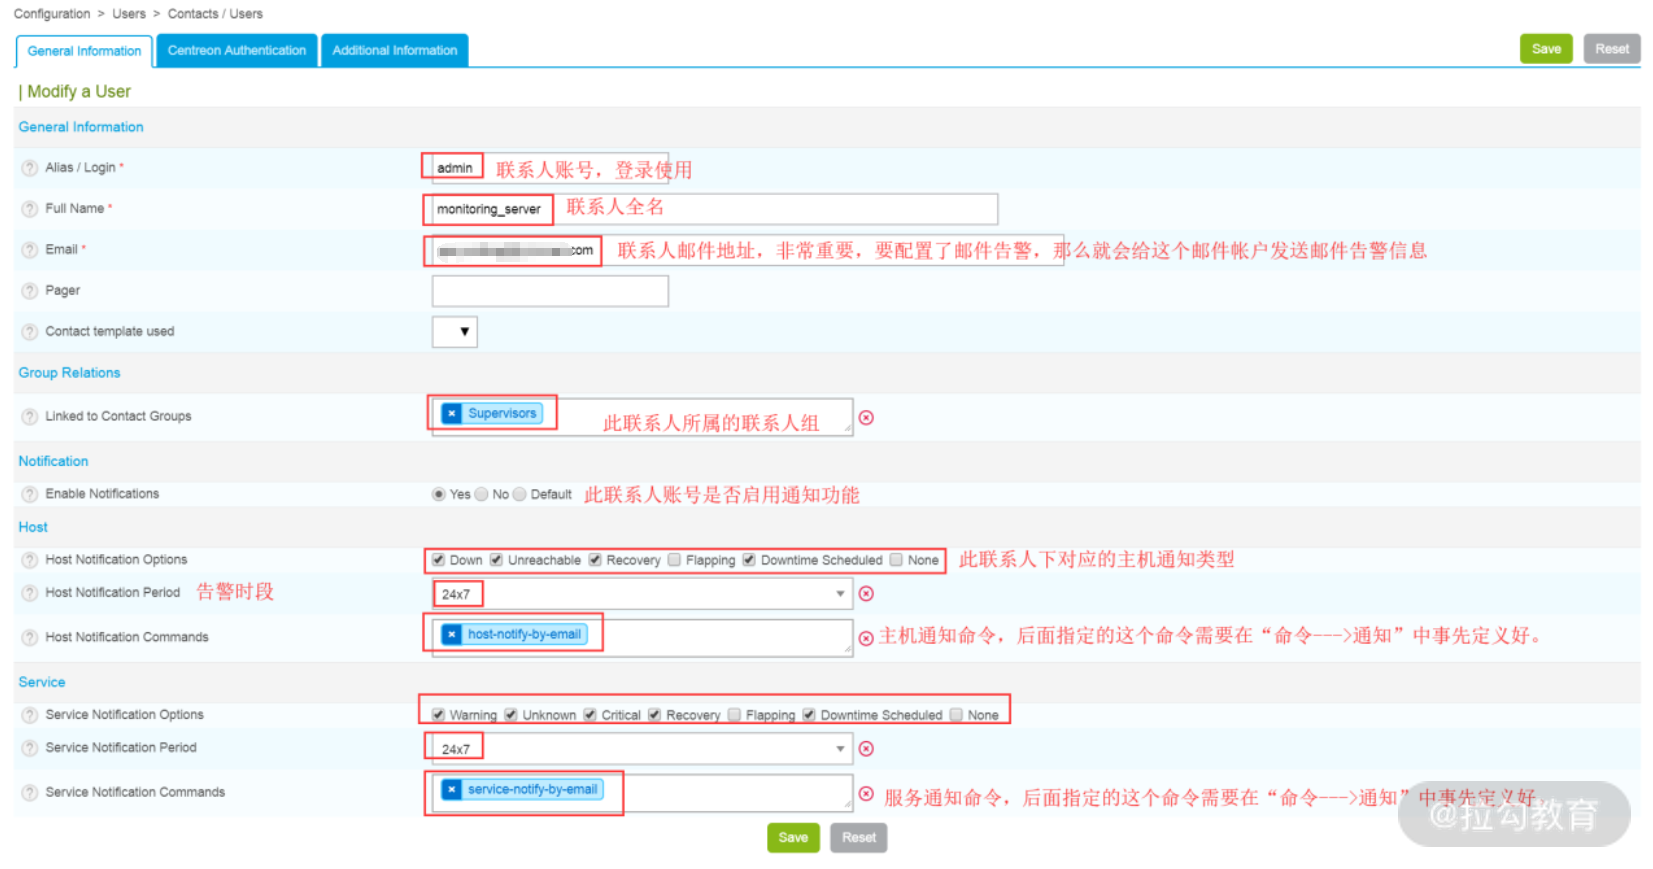 Configuration > Users > Contacts / Users
General Information Centreon Authentication Additional Information Save Reset
| Modify a User
General Information
? Alias / Login * admin 联系人账号，登录使用
? Full Name * monitoring_server 联系人全名
? Email * com 联系人邮件地址，非常重要，要配置了邮件告警，那么就会给这个邮件帐户发送邮件告警信息
? Pager
? Contact template used
Group Relations
? Linked to Contact Groups × Supervisors 此联系人所属的联系人组
Notification
? Enable Notifications Yes No Default 此联系人账号是否启用通知功能
Host
? Host Notification Options Down Unreachable Recovery Flapping Downtime Scheduled None 此联系人下对应的主机通知类型
? Host Notification Period 告警时段 24x7
? Host Notification Commands × host-notify-by-email 主机通知命令，后面指定的这个命令需要在“命令--->通知”中事先定义好。
Service
? Service Notification Options Warning Unknown Critical Recovery Flapping Downtime Scheduled None
? Service Notification Period 24x7
? Service Notification Commands × service-notify-by-email 服务通知命令，后面指定的这个命令需要在“命令--->通知”中事先定义好
@拉勾教育
Save Reset